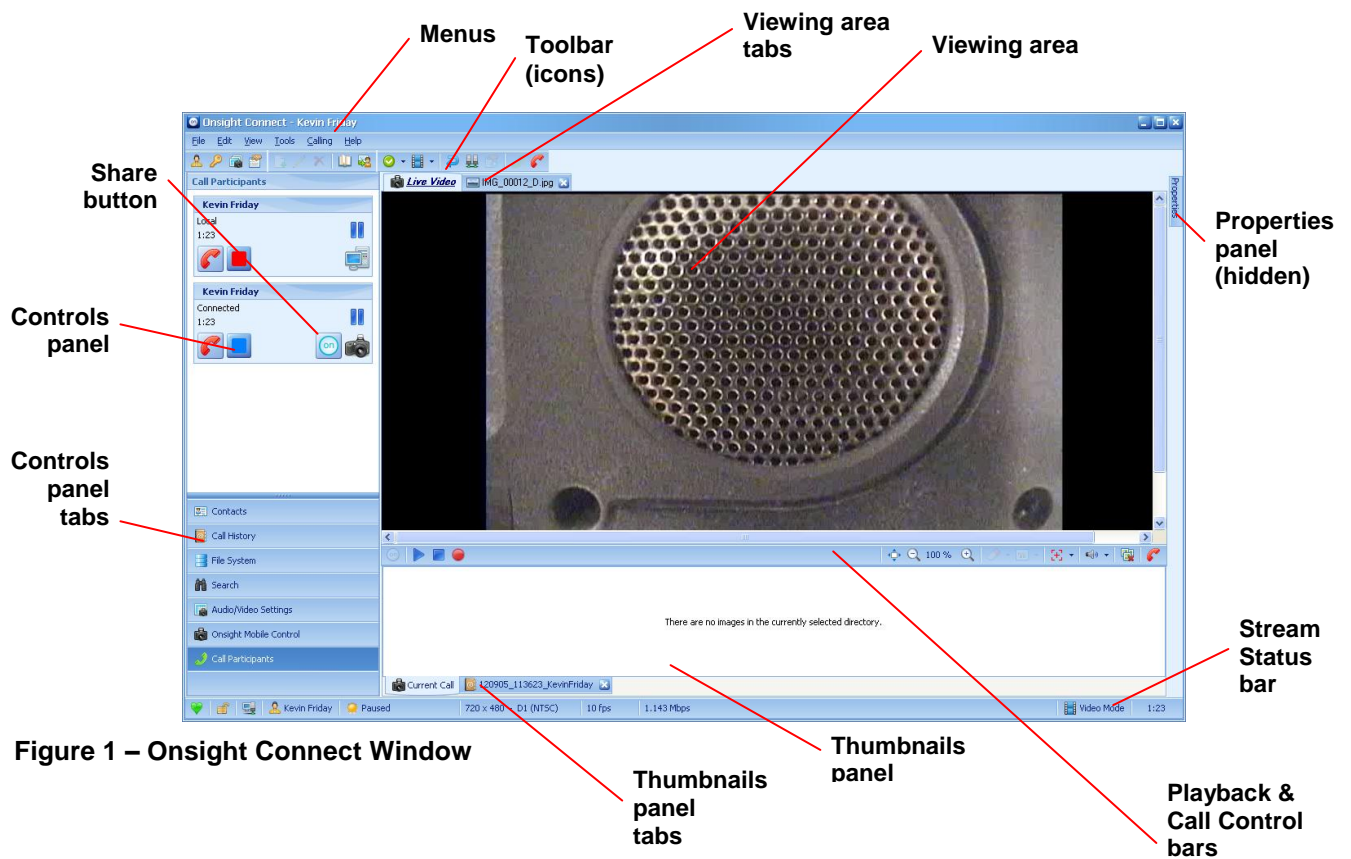 Menus
Toolbar
(icons)
Viewing area
tabs
Viewing area
Share
button
Controls
panel
Controls
panel
tabs
Properties
panel
(hidden)
Stream
Status
bar
Onsight Connect - Kevin Friday
File Edit View Tools Calling Help
Call Participants
Live Video IMG_00012_D.jpg
Properties
Kevin Friday
Local
1:23
Kevin Friday
Connected
1:23
on
Contacts
Call History
File System
Search
Audio/Video Settings
Onsight Mobile Control
Call Participants
100 %
There are no images in the currently selected directory.
Current Call 120905_113623_KevinFriday
Kevin Friday Paused 720 x 480 - D1 (NTSC) 10 fps 1.143 Mbps Video Mode 1:23
Figure 1 – Onsight Connect Window
Thumbnails
panel
tabs
Thumbnails
panel
Playback &
Call Control
bars